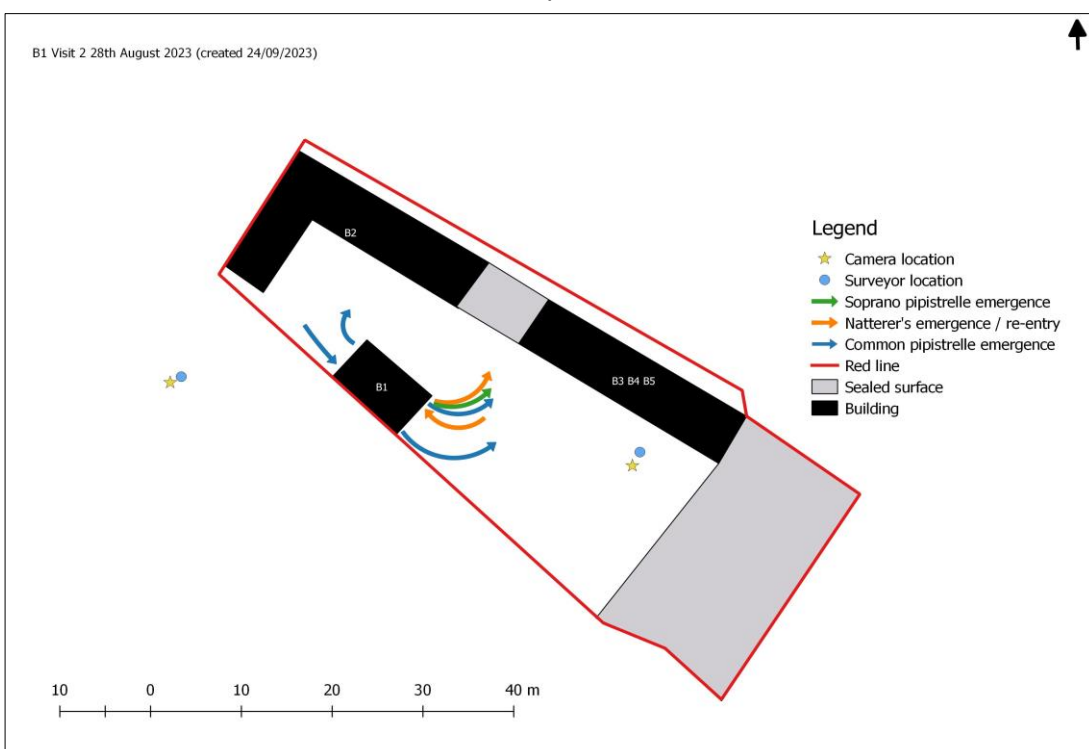 B1 Visit 2 28th August 2023 (created 24/09/2023)
B2
B1
B3 B4 B5
Legend
Camera location
Surveyor location
Soprano pipistrelle emergence
Natterer's emergence / re-entry
Common pipistrelle emergence
Red line
Sealed surface
Building
10 0 10 20 30 40 m